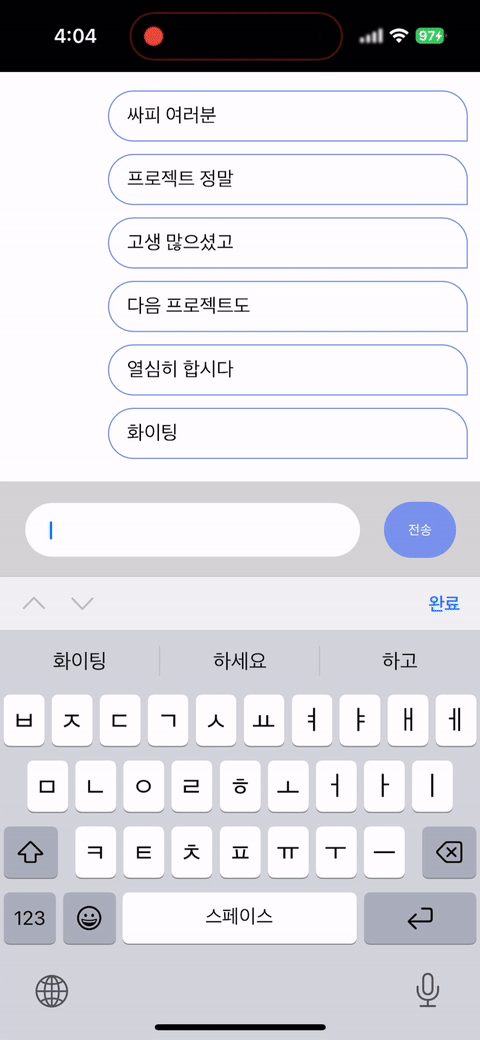 4:04
97
싸피 여러분
프로젝트 정말
고생 많으셨고
다음 프로젝트도
열심히 합시다
화이팅
전송
완료
화이팅 하세요 하고
ㅂ ㅈ ㄷ ㄱ ㅅ ㅛ ㅕ ㅑ ㅐ ㅔ
ㅁ ㄴ ㅇ ㄹ ㅎ ㅗ ㅓ ㅏ ㅣ
ㅋ ㅌ ㅊ ㅍ ㅠ ㅜ ㅡ
123 스페이스